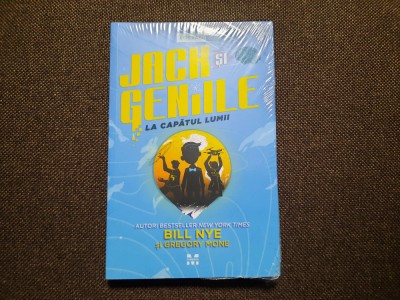 JACK ȘI
GENIILE
LA CAPĂTUL LUMII
AUTORI BESTSELLER NEW YORK TIMES
BILL NYE
ȘI GREGORY MONE